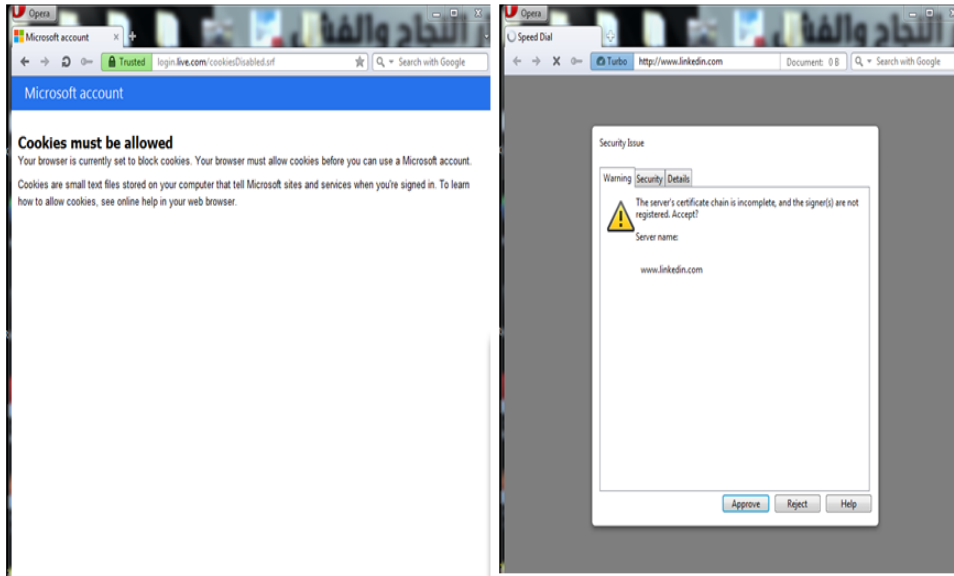 Opera
Microsoft account
Trusted
login.live.com/cookiesDisabled.srf
Search with Google
Microsoft account
Cookies must be allowed
Your browser is currently set to block cookies. Your browser must allow cookies before you can use a Microsoft account.
Cookies are small text files stored on your computer that tell Microsoft sites and services when you're signed in. To learn
how to allow cookies, see online help in your web browser.
النجاح والفشل
Opera
Speed Dial
Turbo
http://www.linkedin.com
Document: 0 B
Search with Google
Security Issue
Warning
Security
Details
The server's certificate chain is incomplete, and the signer(s) are not
registered. Accept?
Server name:
www.linkedin.com
Approve
Reject
Help